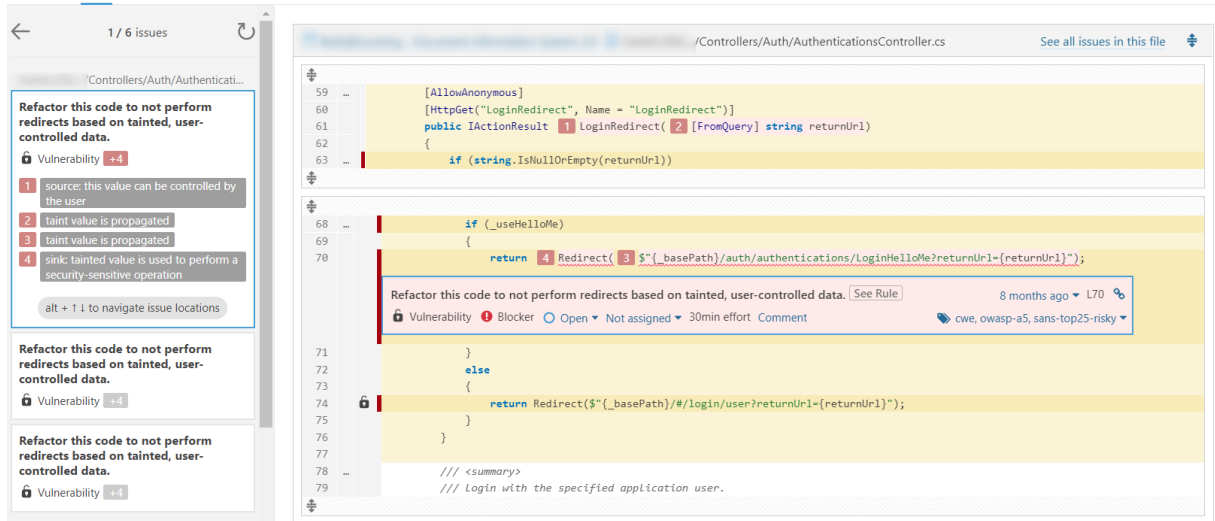 1 / 6 issues
/Controllers/Auth/Authenticati...
Refactor this code to not perform
redirects based on tainted, user-
controlled data.
Vulnerability +4
1 source: this value can be controlled by
the user
2 taint value is propagated
3 taint value is propagated
4 sink: tainted value is used to perform a
security-sensitive operation
alt + ↑ ↓ to navigate issue locations
Refactor this code to not perform
redirects based on tainted, user-
controlled data.
Vulnerability +4
Refactor this code to not perform
redirects based on tainted, user-
controlled data.
Vulnerability +4
/Controllers/Auth/AuthenticationsController.cs See all issues in this file
59 … [AllowAnonymous]
60 [HttpGet("LoginRedirect", Name = "LoginRedirect")]
61 public IActionResult 1 LoginRedirect( 2 [FromQuery] string returnUrl)
62 {
63 … if (string.IsNullOrEmpty(returnUrl))
68 … if (_useHelloMe)
69 {
70 return 4 Redirect( 3 $"{_basePath}/auth/authentications/LoginHelloMe?returnUrl={returnUrl}");
Refactor this code to not perform redirects based on tainted, user-controlled data. See Rule 8 months ago L70
Vulnerability Blocker Open Not assigned 30min effort Comment cwe, owasp-a5, sans-top25-risky
71 }
72 else
73 {
74 return Redirect($"{_basePath}/#/login/user?returnUrl={returnUrl}");
75 }
76 }
77
78 … /// <summary>
79 /// Login with the specified application user.